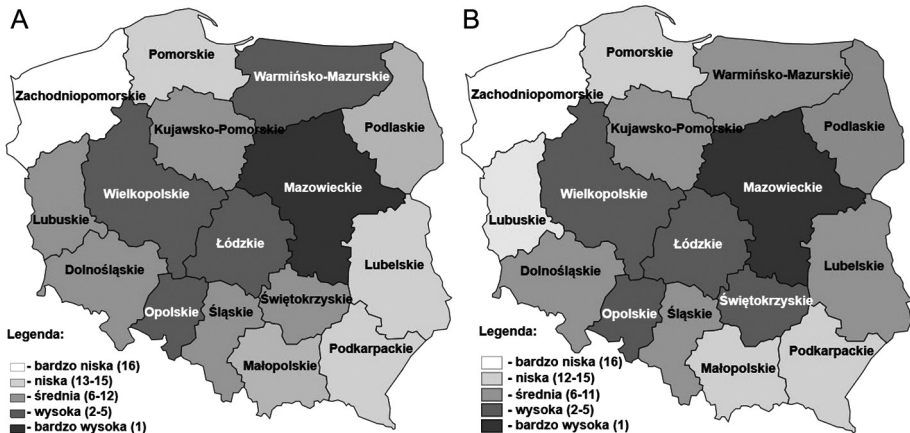 A
Pomorskie
Zachodniopomorskie
Warmińsko-Mazurskie
Kujawsko-Pomorskie
Podlaskie
Wielkopolskie
Mazowieckie
Lubuskie
Łódzkie
Lubelskie
Dolnośląskie
Świętokrzyskie
Opolskie
Śląskie
Podkarpackie
Małopolskie
Legenda:
- bardzo niska (16)
- niska (13-15)
- średnia (6-12)
- wysoka (2-5)
- bardzo wysoka (1)
B
Pomorskie
Zachodniopomorskie
Warmińsko-Mazurskie
Kujawsko-Pomorskie
Podlaskie
Wielkopolskie
Mazowieckie
Lubuskie
Łódzkie
Lubelskie
Dolnośląskie
Świętokrzyskie
Opolskie
Śląskie
Podkarpackie
Małopolskie
Legenda:
- bardzo niska (16)
- niska (12-15)
- średnia (6-11)
- wysoka (2-5)
- bardzo wysoka (1)